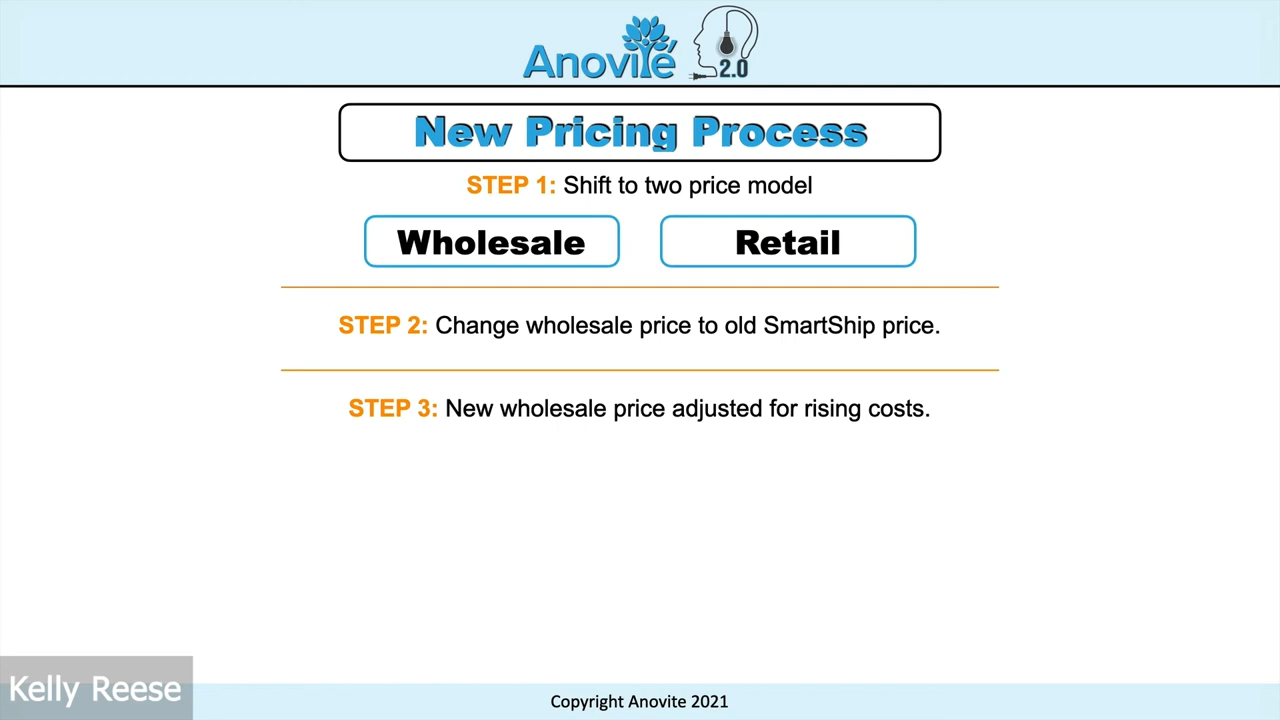 Anovite
2.0
New Pricing Process
STEP 1: Shift to two price model
Wholesale Retail
STEP 2: Change wholesale price to old SmartShip price.
STEP 3: New wholesale price adjusted for rising costs.
Kelly Reese
Copyright Anovite 2021